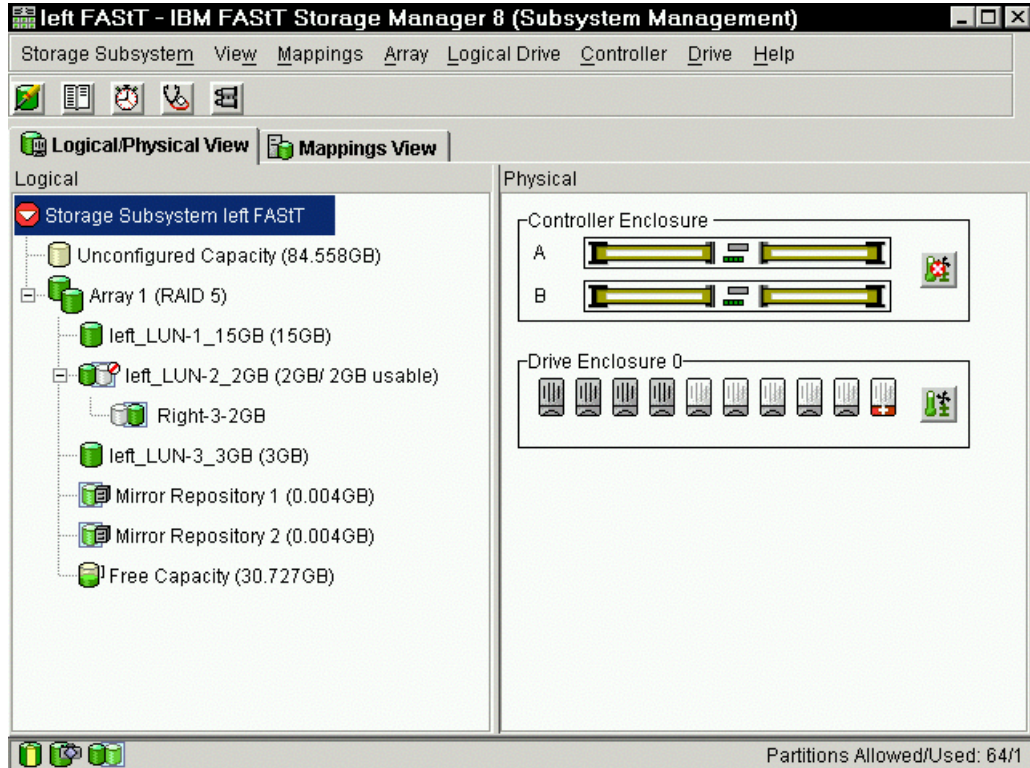 left FAStT - IBM FAStT Storage Manager 8 (Subsystem Management)
Storage Subsystem View Mappings Array Logical Drive Controller Drive Help
Logical/Physical View Mappings View
Logical
Storage Subsystem left FAStT
Unconfigured Capacity (84.558GB)
Array 1 (RAID 5)
left_LUN-1_15GB (15GB)
left_LUN-2_2GB (2GB/ 2GB usable)
Right-3-2GB
left_LUN-3_3GB (3GB)
Mirror Repository 1 (0.004GB)
Mirror Repository 2 (0.004GB)
Free Capacity (30.727GB)
Physical
Controller Enclosure
A
B
Drive Enclosure 0
Partitions Allowed/Used: 64/1